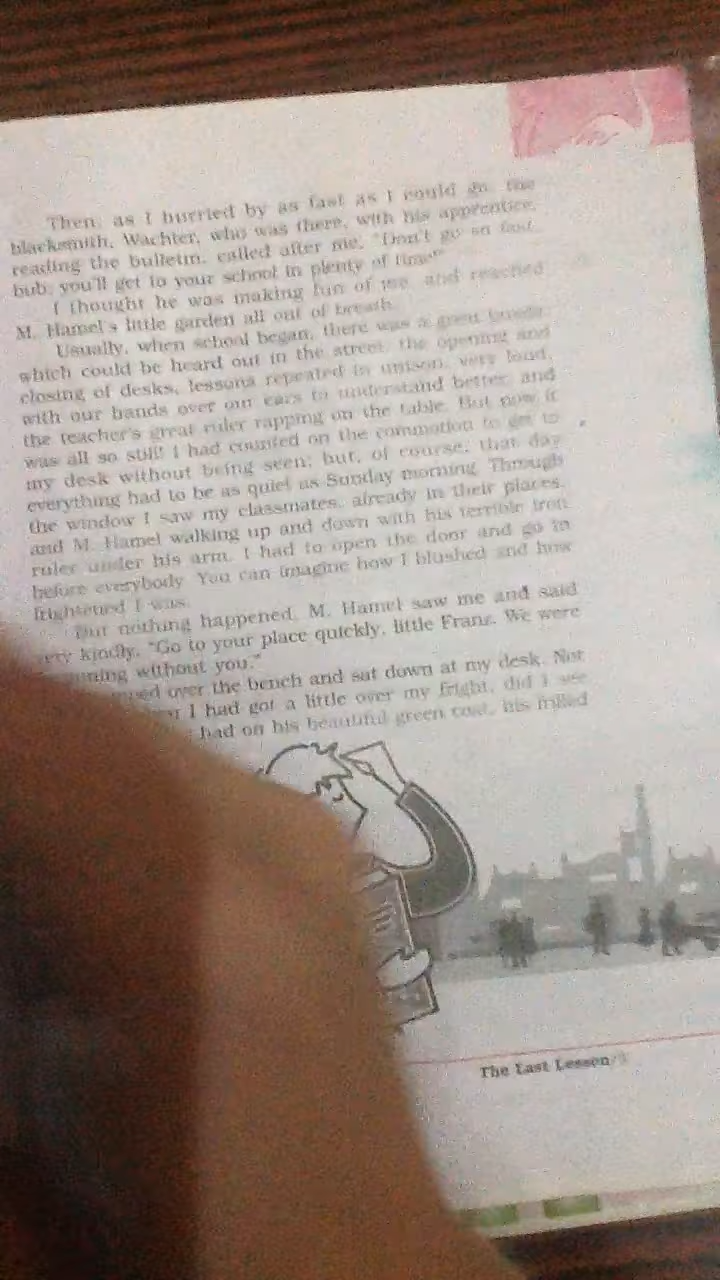 Then, as I hurried by as fast as I could go, the
blacksmith, Wachter, who was there, with his apprentice,
reading the bulletin, called after me, "Don't go so fast,
bub; you'll get to your school in plenty of time!"
I thought he was making fun of me, and reached
M. Hamel's little garden all out of breath.
Usually, when school began, there was a great bustle,
which could be heard out in the street, the opening and
closing of desks, lessons repeated in unison, very loud,
with our hands over our ears to understand better, and
the teacher's great ruler rapping on the table. But now it
was all so still! I had counted on the commotion to get to
my desk without being seen; but, of course, that day
everything had to be as quiet as Sunday morning. Through
the window I saw my classmates, already in their places,
and M. Hamel walking up and down with his terrible iron
ruler under his arm. I had to open the door and go in
before everybody. You can imagine how I blushed and how
frightened I was.
But nothing happened. M. Hamel saw me and said
very kindly, "Go to your place quickly, little Franz. We were
without you."
over the bench and sat down at my desk. Not
I had got a little over my fright, did I see
had on his beautiful green coat, his frilled
The Last Lesson/3